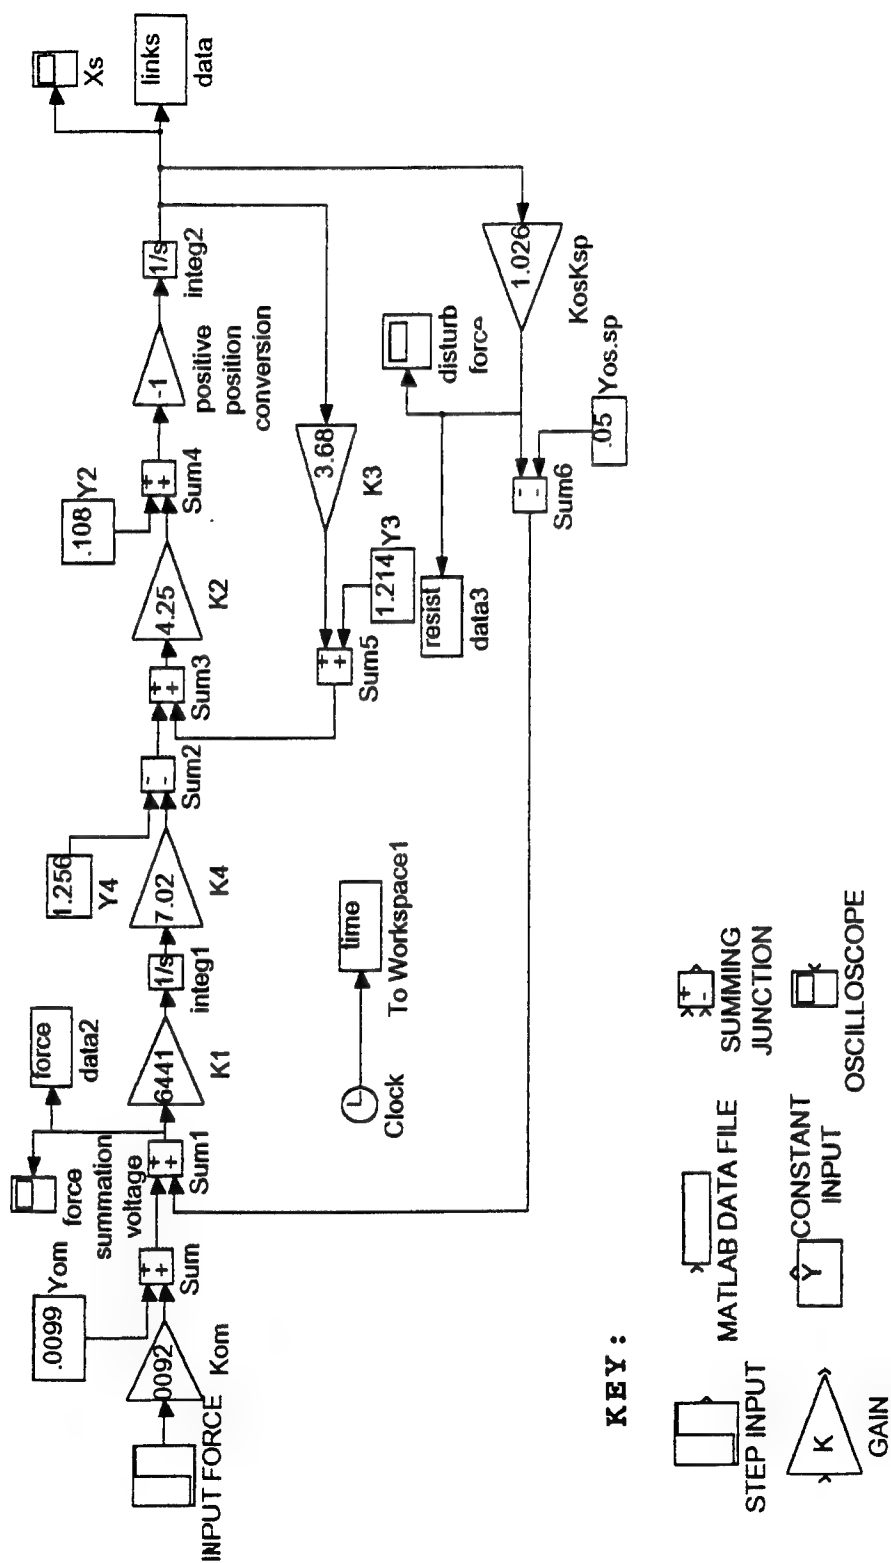 INPUT FORCE
0092
Kom
.0099
Yom
+
+
Sum
summation
voltage
+
+
Sum1
force
force
data2
6441
K1
1/s
integ1
7.02
K4
1.256
Y4
-
-
Sum2
+
+
Sum3
4.25
K2
.108
Y2
+
+
Sum4
-1
positive
position
conversion
1/s
integ2
Xs
links
data
3.68
K3
1.214
Y3
+
+
Sum5
1.026
KosKsp
disturb
force
resist
data3
.05
Yos.sp
-
-
Sum6
Clock
time
To Workspace1
KEY:
STEP INPUT
MATLAB DATA FILE
+
-
SUMMING
JUNCTION
K
GAIN
Y
CONSTANT
INPUT
OSCILLOSCOPE